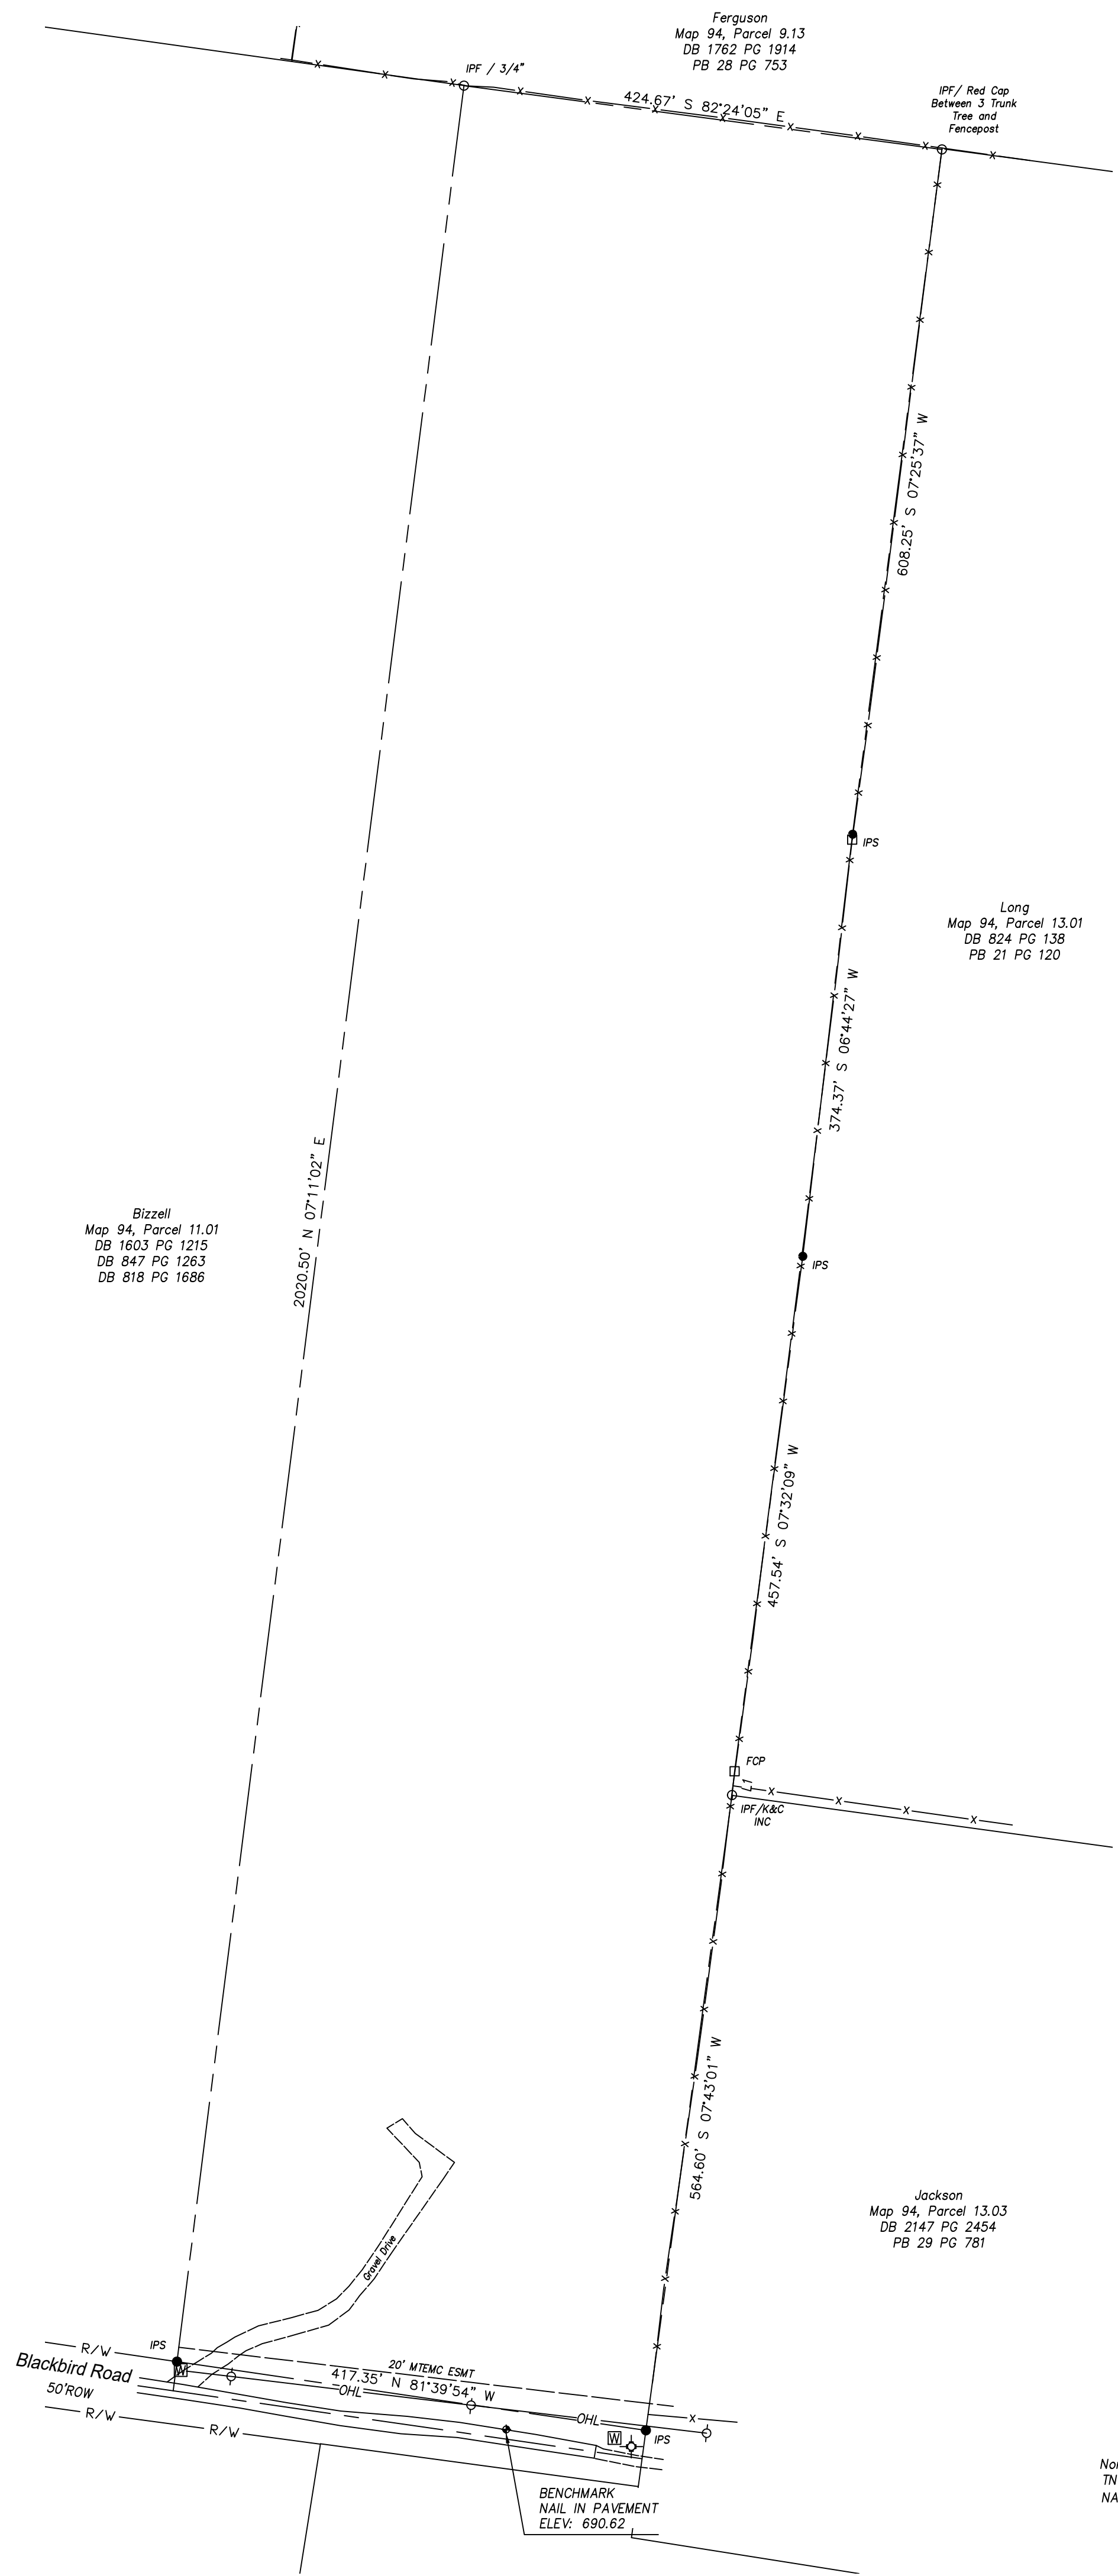 Ferguson
Map 94, Parcel 9.13
DB 1762 PG 1914
PB 28 PG 753
IPF / 3/4"
424.67' S 82°24'05" E
IPF/ Red Cap
Between 3 Trunk
Tree and
Fencepost
608.25' S 07°25'37" W
IPS
Long
Map 94, Parcel 13.01
DB 824 PG 138
PB 21 PG 120
374.37' S 06°44'27" W
2020.50' N 07°11'02" E
Bizzell
Map 94, Parcel 11.01
DB 1603 PG 1215
DB 847 PG 1263
DB 818 PG 1686
IPS
457.54' S 07°32'09" W
FCP
L1
IPF/K&C
INC
564.60' S 07°43'01" W
Jackson
Map 94, Parcel 13.03
DB 2147 PG 2454
PB 29 PG 781
Gravel Drive
IPS
R/W
W
Blackbird Road
50'ROW
R/W
R/W
20' MTEMC ESMT
417.35' N 81°39'54" W
OHL
OHL
W
IPS
BENCHMARK
NAIL IN PAVEMENT
ELEV: 690.62
TN
NA